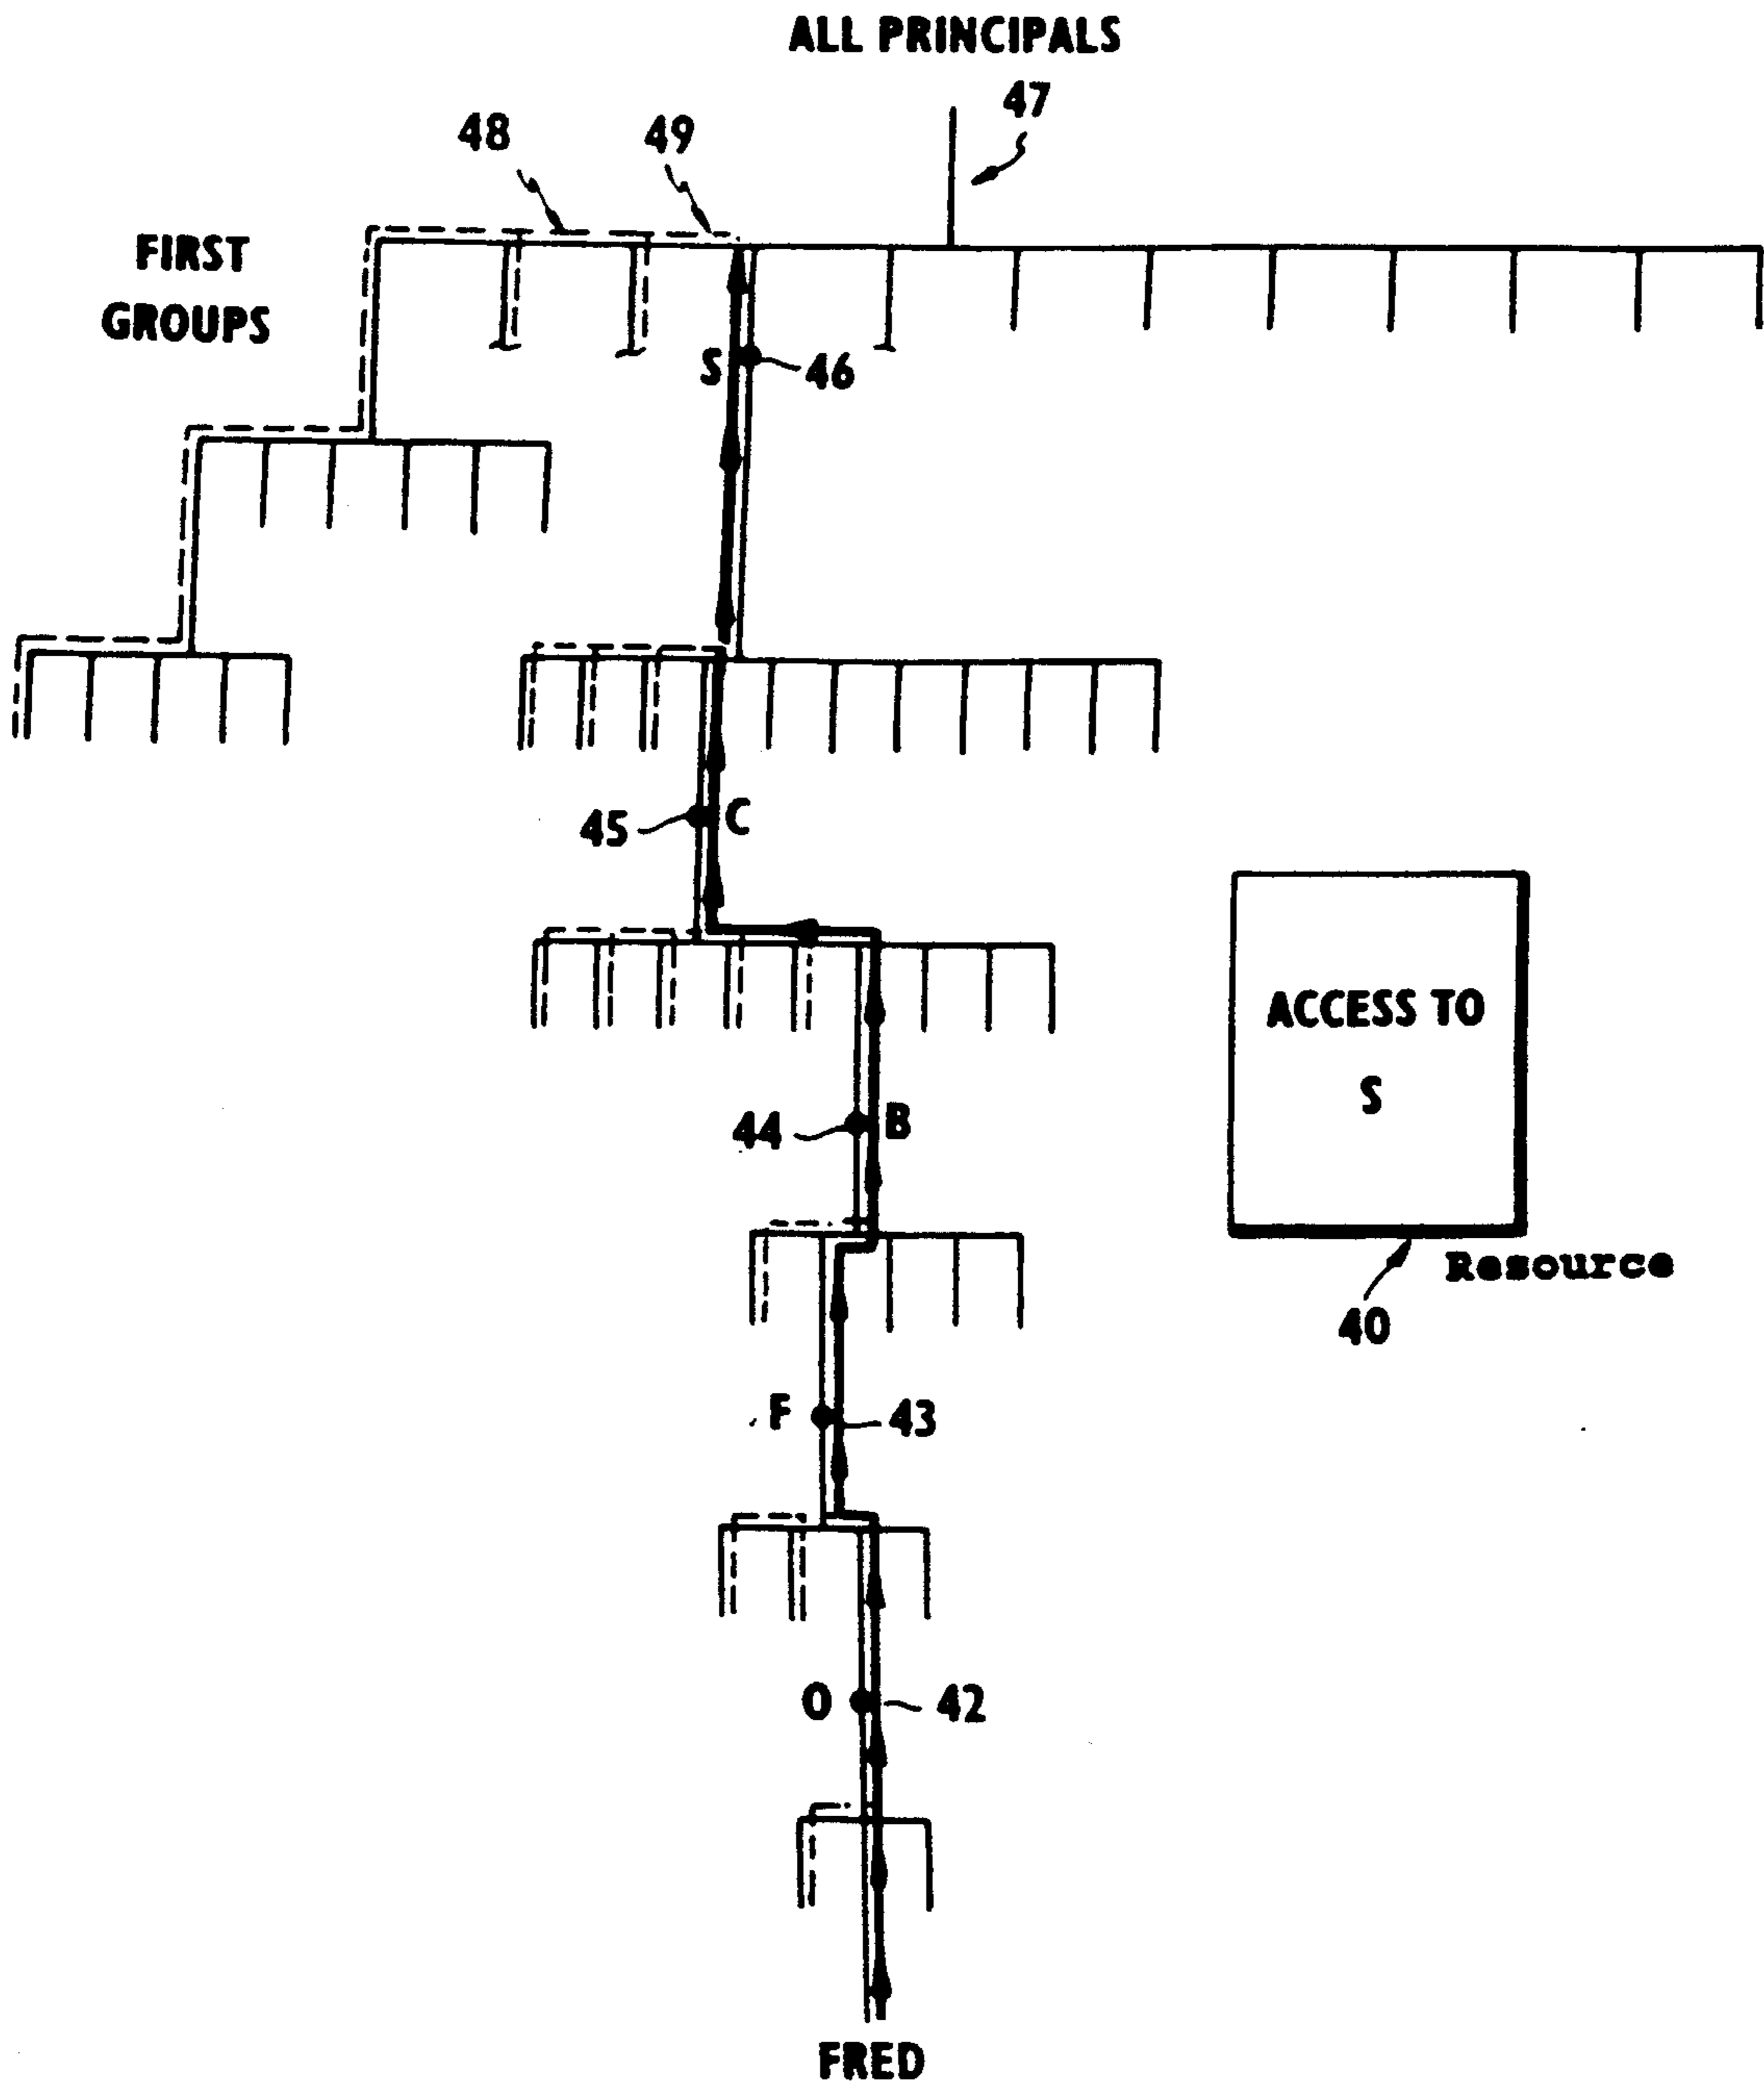 ALL PRINCIPALS
47
48
49
FIRST
GROUPS
S
46
45
C
ACCESS TO
S
44
B
Resource
40
F
43
O
42
FRED